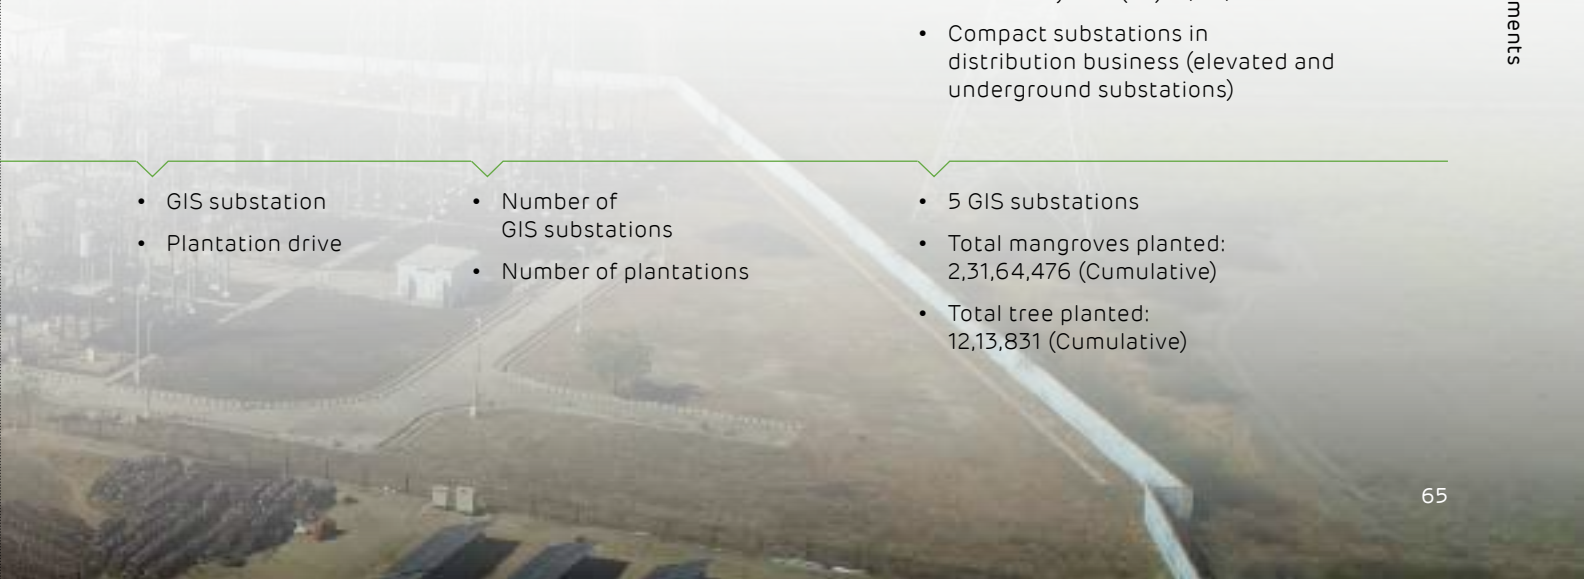 • Compact substations in
distribution business (elevated and
underground substations)
• GIS substation
• Plantation drive
• Number of
GIS substations
• Number of plantations
• 5 GIS substations
• Total mangroves planted:
2,31,64,476 (Cumulative)
• Total tree planted:
12,13,831 (Cumulative)
65
ments